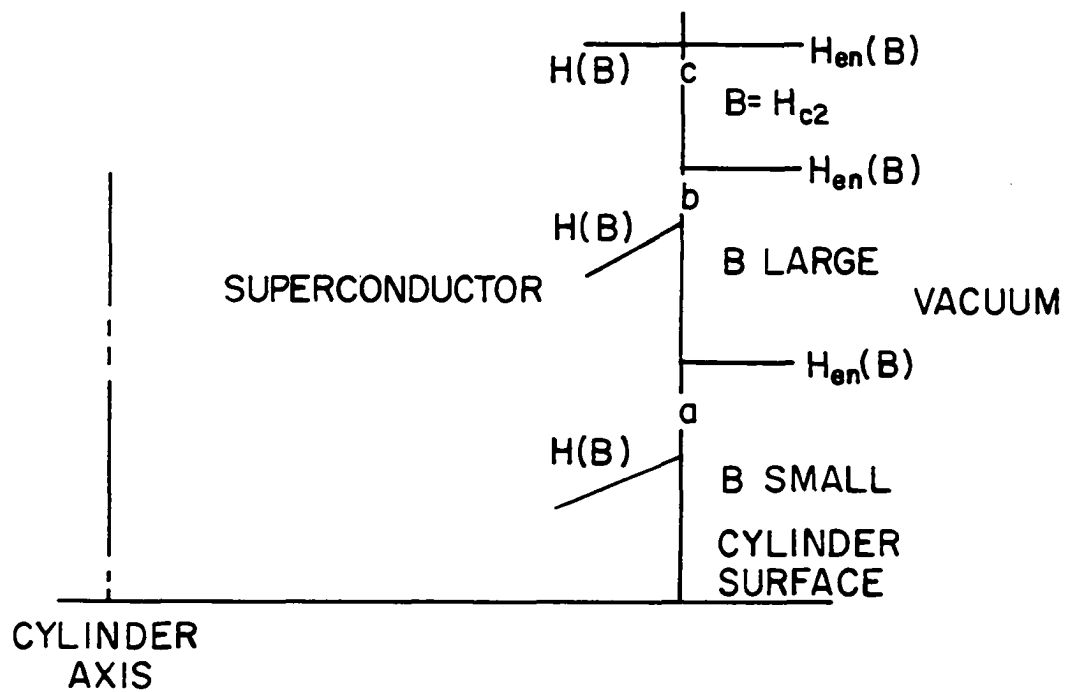 H(B)
c
Hen(B)
B= Hc2
Hen(B)
b
H(B)
B LARGE
SUPERCONDUCTOR
VACUUM
Hen(B)
a
H(B)
B SMALL
CYLINDER
SURFACE
CYLINDER
AXIS